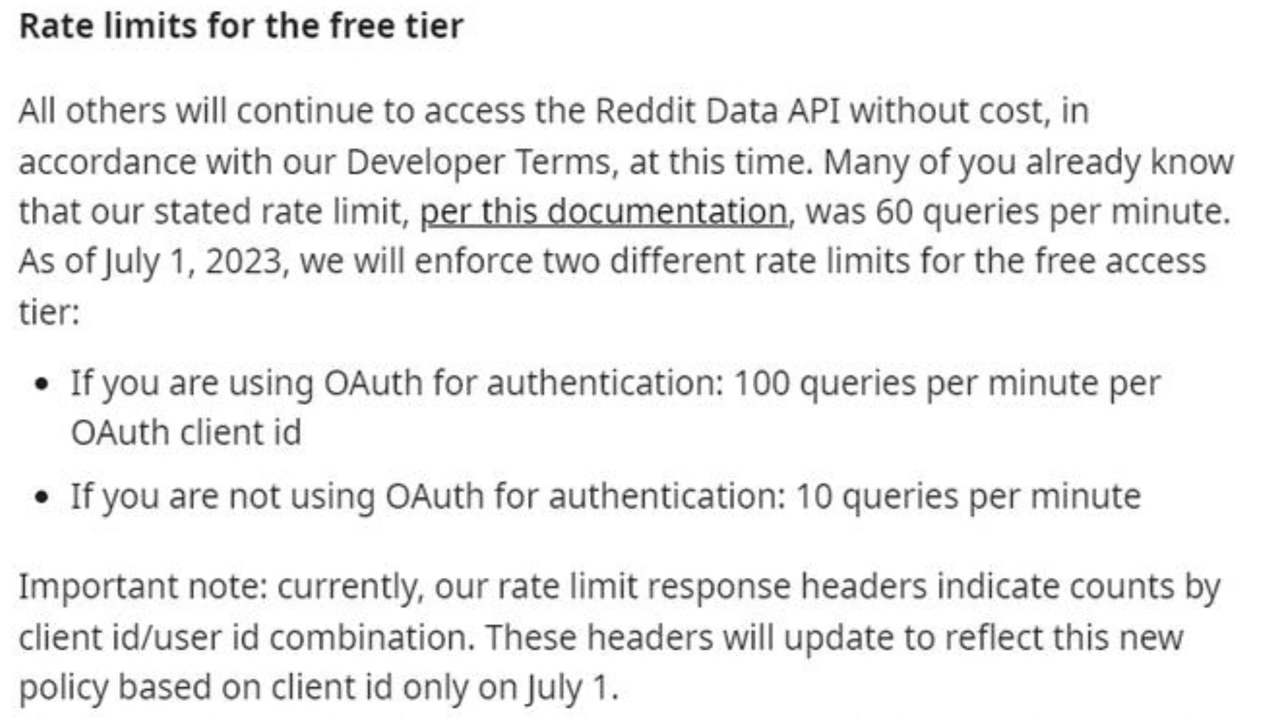 Rate limits for the free tier
All others will continue to access the Reddit Data API without cost, in
accordance with our Developer Terms, at this time. Many of you already know
that our stated rate limit, per this documentation, was 60 queries per minute.
As of July 1, 2023, we will enforce two different rate limits for the free access
tier:
• If you are using OAuth for authentication: 100 queries per minute per
OAuth client id
• If you are not using OAuth for authentication: 10 queries per minute
Important note: currently, our rate limit response headers indicate counts by
client id/user id combination. These headers will update to reflect this new
policy based on client id only on July 1.